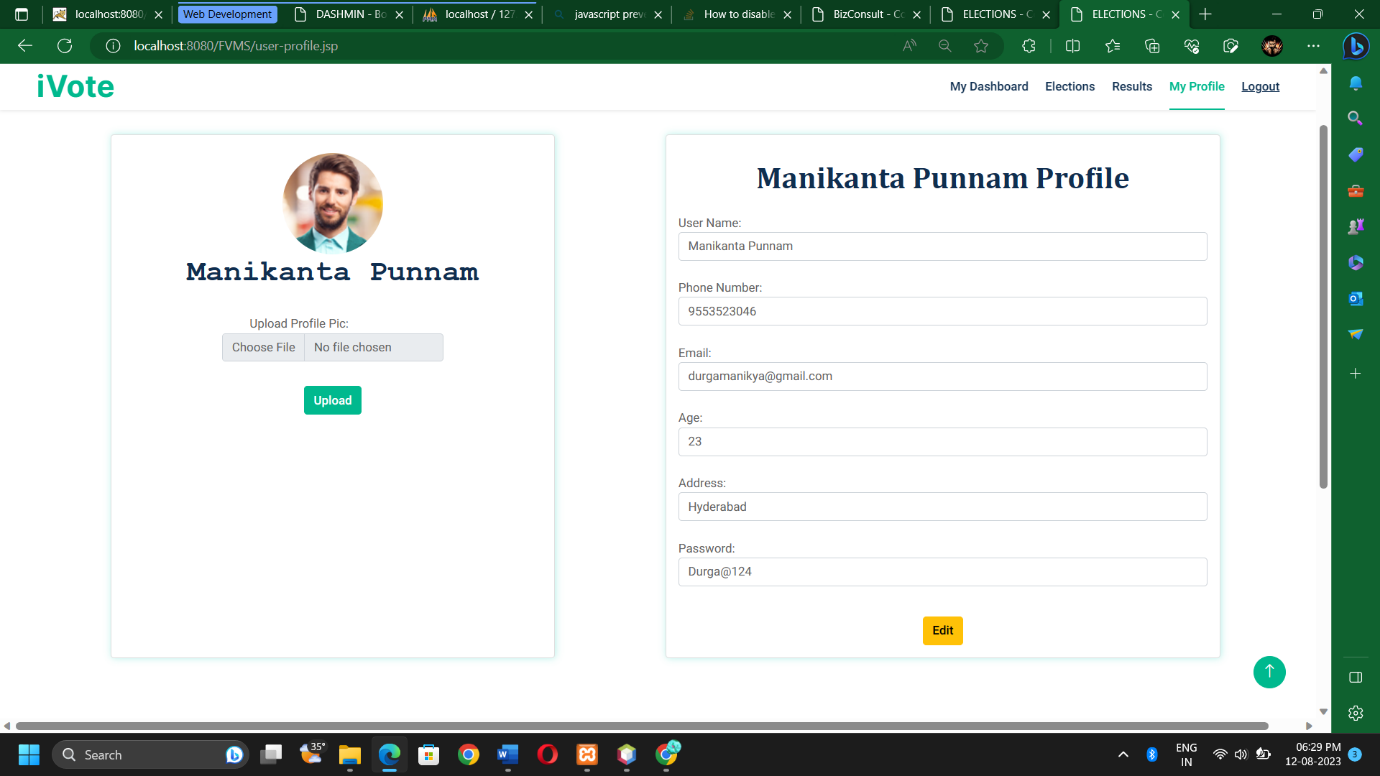 localhost:8080/
Web Development
DASHMIN - Bo
localhost / 127
javascript prev
How to disable
BizConsult - Co
ELECTIONS - C
ELECTIONS - C
localhost:8080/FVMS/user-profile.jsp
iVote
My Dashboard
Elections
Results
My Profile
Logout
Manikanta Punnam
Upload Profile Pic:
Choose File No file chosen
Upload
Manikanta Punnam Profile
User Name:
Manikanta Punnam
Phone Number:
9553523046
Email:
durgamanikya@gmail.com
Age:
23
Address:
Hyderabad
Password:
Durga@124
Edit
Search
35°
ENG
IN
06:29 PM
12-08-2023
3